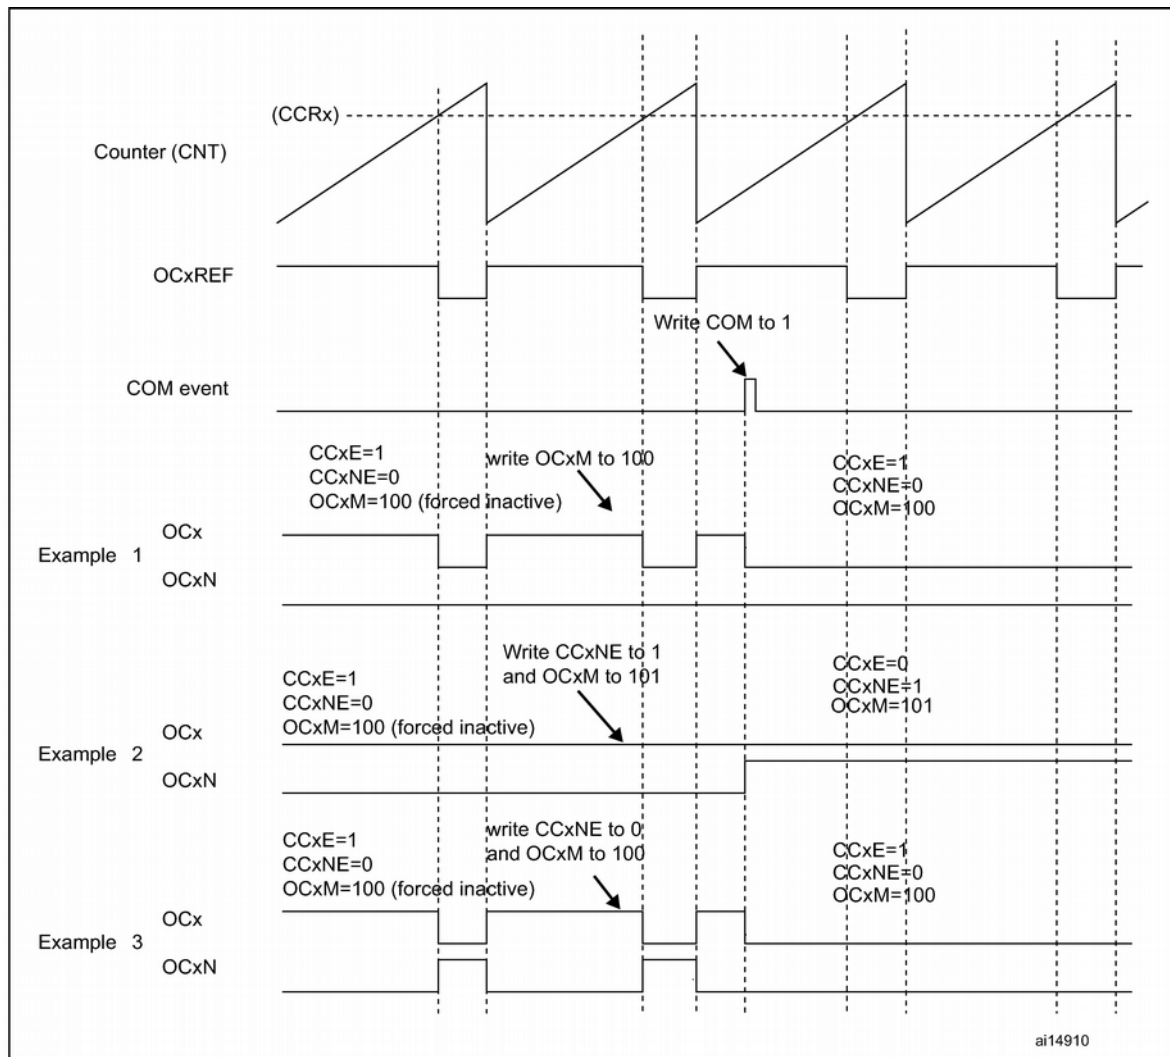 (CCRx)
Counter (CNT)
OCxREF
Write COM to 1
COM event
CCxE=1
CCxNE=0
OCxM=100 (forced inactive)
write OCxM to 100
CCxE=1
CCxNE=0
OCxM=100
OCx
Example 1
OCxN
CCxE=1
CCxNE=0
OCxM=100 (forced inactive)
Write CCxNE to 1
and OCxM to 101
CCxE=0
CCxNE=1
OCxM=101
OCx
Example 2
OCxN
CCxE=1
CCxNE=0
OCxM=100 (forced inactive)
write CCxNE to 0
and OCxM to 100
CCxE=1
CCxNE=0
OCxM=100
OCx
Example 3
OCxN
ai14910